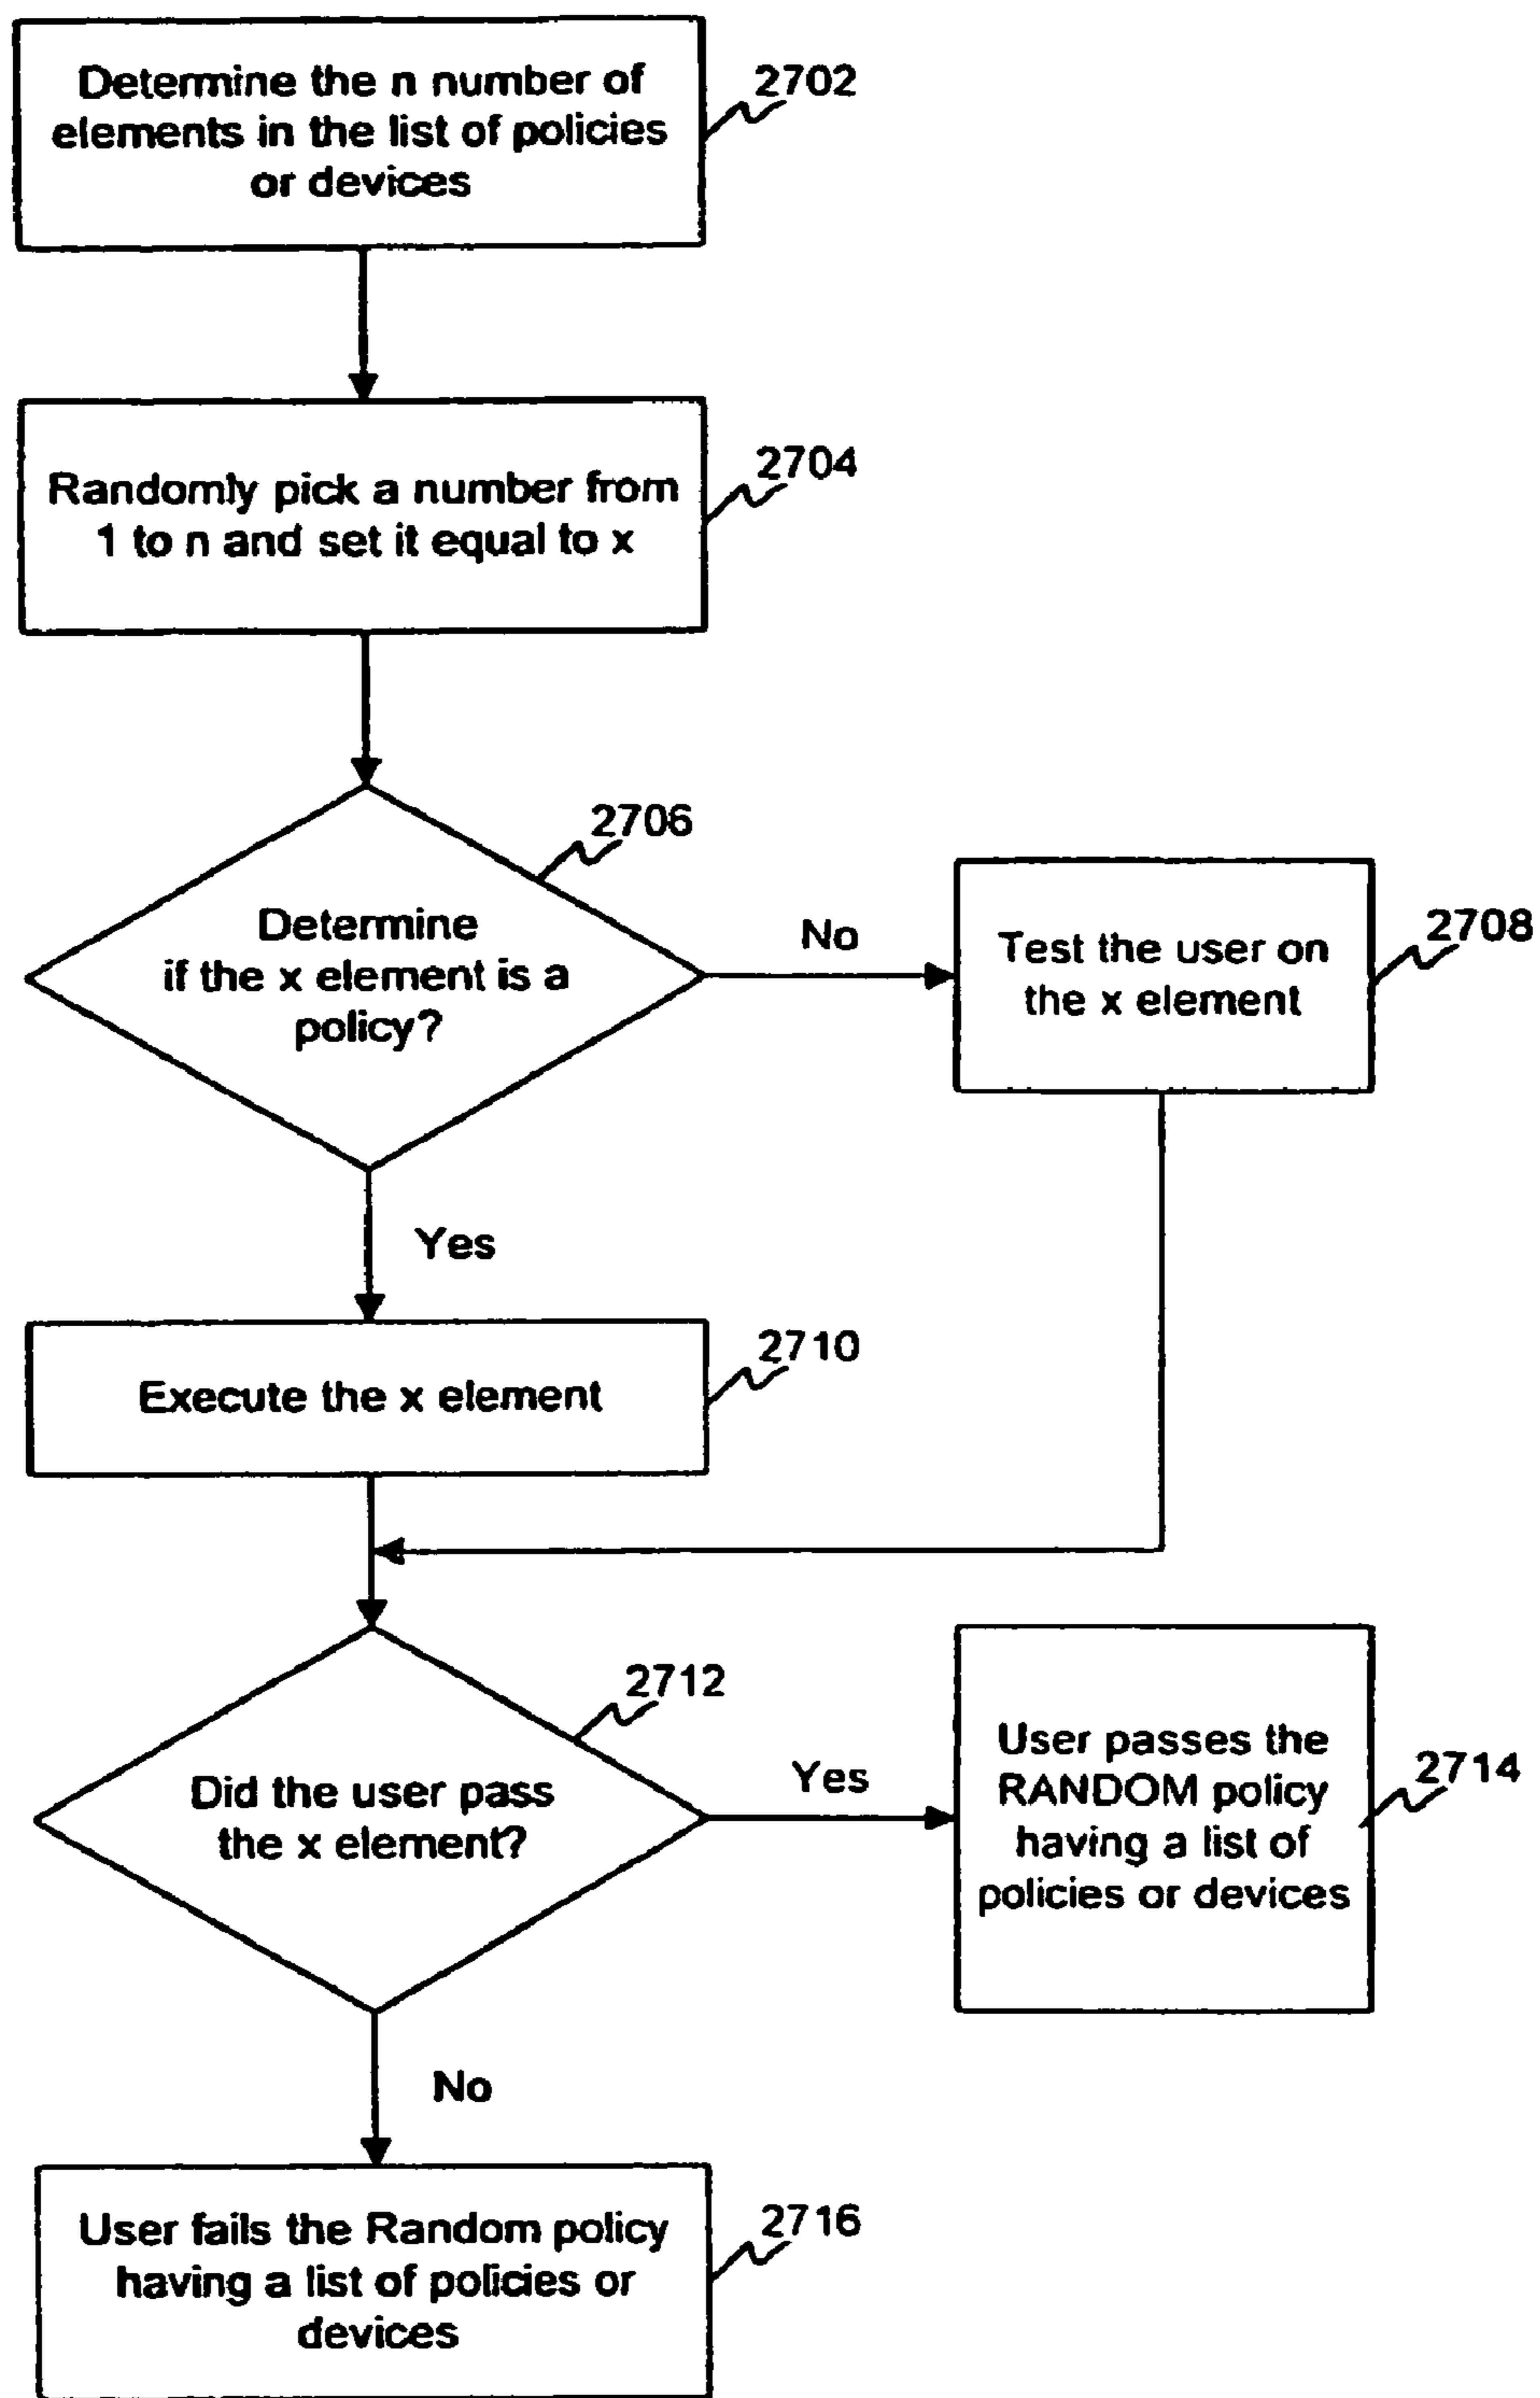 Determine the n number of
elements in the list of policies
or devices
2702
Randomly pick a number from
1 to n and set it equal to x
2704
2706
Determine
if the x element is a
policy?
No
Test the user on
the x element
2708
Yes
Execute the x element
2710
2712
Did the user pass
the x element?
Yes
User passes the
RANDOM policy
having a list of
policies or devices
2714
No
User fails the Random policy
having a list of policies or
devices
2716